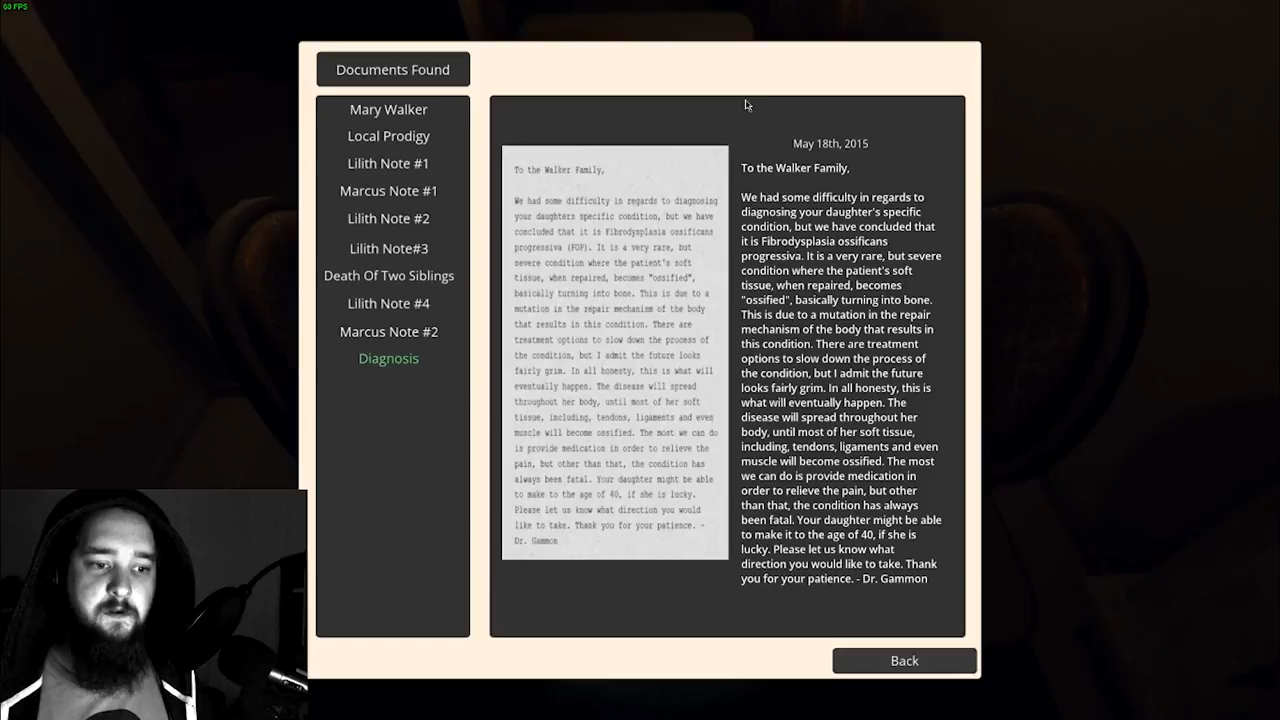 60 FPS
Documents Found
Mary Walker
Local Prodigy
Lilith Note #1
Marcus Note #1
Lilith Note #2
Lilith Note#3
Death Of Two Siblings
Lilith Note #4
Marcus Note #2
Diagnosis
To the Walker Family,
We had some difficulty in regards to diagnosing
your daughters specific condition, but we have
concluded that it is Fibrodysplasia ossificans
progressiva (FOP). It is a very rare, but
severe condition where the patient's soft
tissue, when repaired, becomes "ossified",
basically turning into bone. This is due to a
mutation in the repair mechanism of the body
that results in this condition. There are
treatment options to slow down the process of
the condition, but I admit the future looks
fairly grim. In all honesty, this is what will
eventually happen. The disease will spread
throughout her body, until most of her soft
tissue, including, tendons, ligaments and even
muscle will become ossified. The most we can do
is provide medication in order to relieve the
pain, but other than that, the condition has
always been fatal. Your daughter might be able
to make to the age of 40, if she is lucky.
Please let us know what direction you would
like to take. Thank you for your patience. -
Dr. Gammon
May 18th, 2015
To the Walker Family,
We had some difficulty in regards to
diagnosing your daughter's specific
condition, but we have concluded that
it is Fibrodysplasia ossificans
progressiva. It is a very rare, but severe
condition where the patient's soft
tissue, when repaired, becomes
"ossified", basically turning into bone.
This is due to a mutation in the repair
mechanism of the body that results in
this condition. There are treatment
options to slow down the process of
the condition, but I admit the future
looks fairly grim. In all honesty, this is
what will eventually happen. The
disease will spread throughout her
body, until most of her soft tissue,
including, tendons, ligaments and even
muscle will become ossified. The most
we can do is provide medication in
order to relieve the pain, but other
than that, the condition has always
been fatal. Your daughter might be able
to make it to the age of 40, if she is
lucky. Please let us know what
direction you would like to take. Thank
you for your patience. - Dr. Gammon
Back